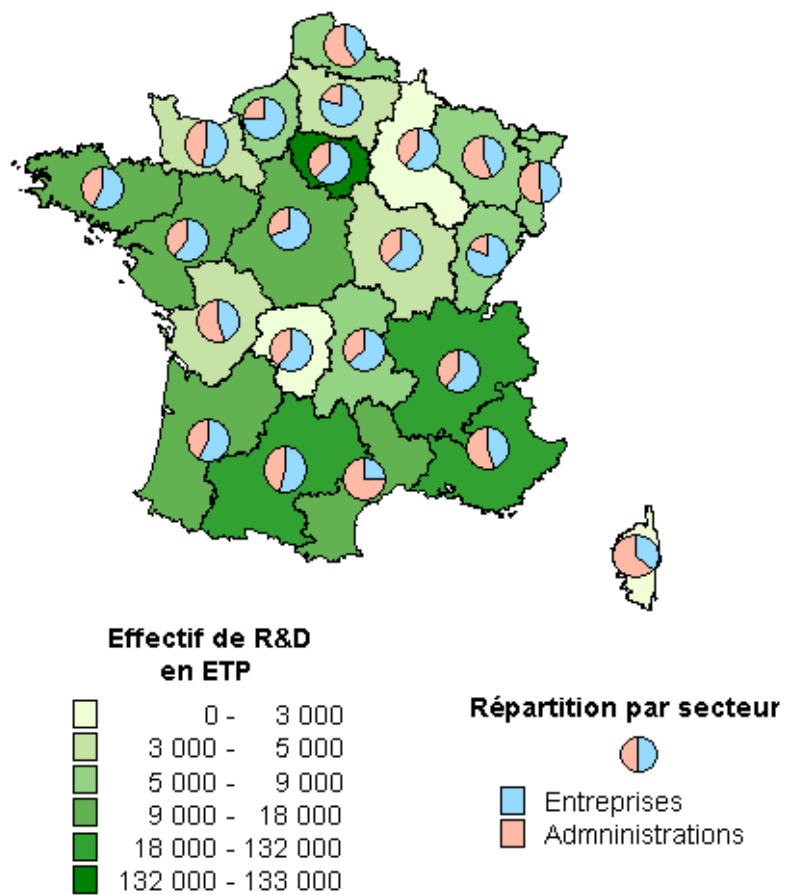 Effectif de R&D
en ETP
0 - 3 000
3 000 - 5 000
5 000 - 9 000
9 000 - 18 000
18 000 - 132 000
132 000 - 133 000
Répartition par secteur
Entreprises
Admninistrations